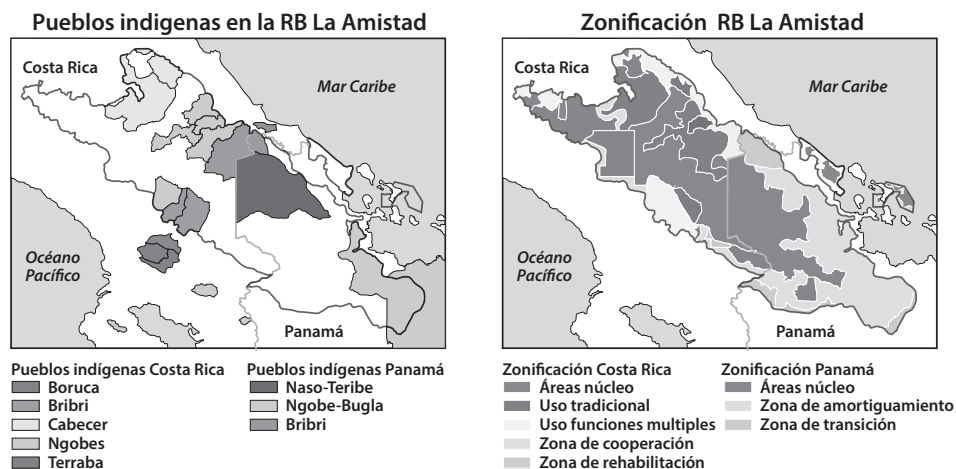 Pueblos indigenas en la RB La Amistad
Costa Rica
Mar Caribe
Océano
Pacífico
Panamá
Pueblos indígenas Costa Rica
Boruca
Bribri
Cabecer
Ngobes
Terraba
Pueblos indígenas Panamá
Naso-Teribe
Ngobe-Bugla
Bribri
Zonificación RB La Amistad
Costa Rica
Mar Caribe
Océano
Pacífico
Panamá
Zonificación Costa Rica
Áreas núcleo
Uso tradicional
Uso funciones multiples
Zona de cooperación
Zona de rehabilitación
Zonificación Panamá
Áreas núcleo
Zona de amortiguamiento
Zona de transición